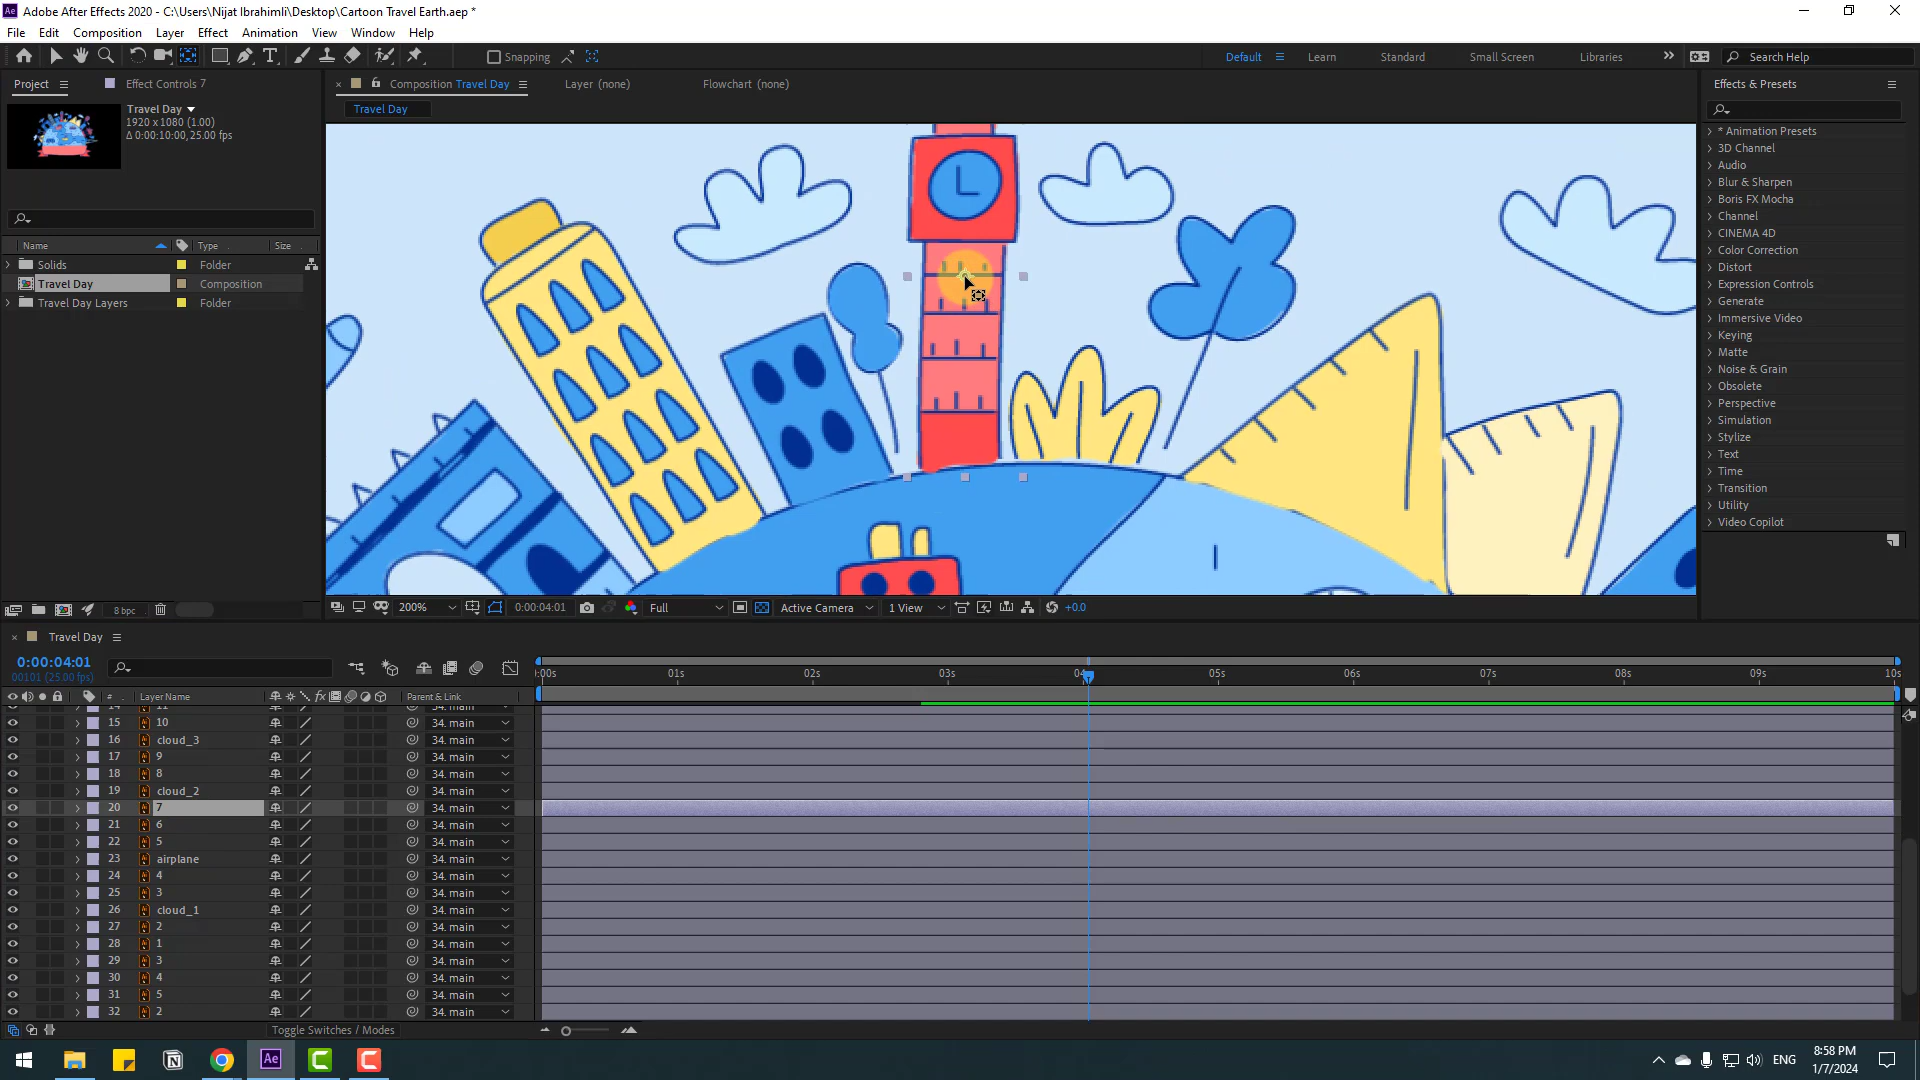 Adobe After Effects 2020 - C:\Users\Nijat Ibrahimli\Desktop\Cartoon Travel Earth.aep *
File Edit Composition Layer Effect Animation View Window Help
Snapping
Default Learn Standard Small Screen Libraries Search Help
Project Effect Controls 7
Composition Travel Day Layer (none) Flowchart (none)
Effects & Presets
Travel Day
1920 x 1080 (1.00)
Δ 0:00:10:00, 25.00 fps
Travel Day
* Animation Presets
3D Channel
Audio
Blur & Sharpen
Boris FX Mocha
Channel
CINEMA 4D
Color Correction
Distort
Expression Controls
Generate
Immersive Video
Keying
Matte
Noise & Grain
Obsolete
Perspective
Simulation
Stylize
Text
Time
Transition
Utility
Video Copilot
Name Type Size
Solids Folder
Travel Day Composition
Travel Day Layers Folder
8 bpc
200% 0:00:04:01 Full Active Camera 1 View +0.0
Travel Day
0:00:04:01
00101 (25.00 fps)
:00s 01s 02s 03s 04s 05s 06s 07s 08s 09s 10s
# Layer Name Parent & Link
14 11 34. main
15 10 34. main
16 cloud_3 34. main
17 9 34. main
18 8 34. main
19 cloud_2 34. main
20 7 34. main
21 6 34. main
22 5 34. main
23 airplane 34. main
24 4 34. main
25 3 34. main
26 cloud_1 34. main
27 2 34. main
28 1 34. main
29 3 34. main
30 4 34. main
31 5 34. main
32 2 34. main
Toggle Switches / Modes
ENG
8:58 PM
1/7/2024